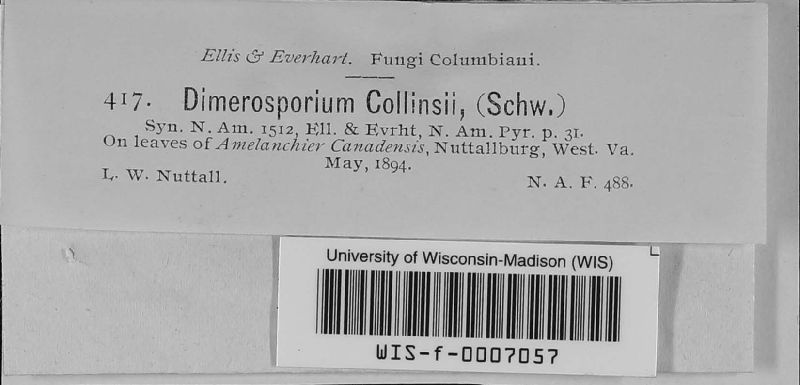 Ellis & Everhart. Fungi Columbiani.
417. Dimerosporium Collinsii, (Schw.)
Syn. N. Am. 1512, Ell. & Evrht, N. Am. Pyr. p. 31.
On leaves of Amelanchier Canadensis, Nuttallburg, West. Va.
May, 1894.
L. W. Nuttall. N. A. F. 488.
University of Wisconsin-Madison (WIS)
WIS-f-0007057